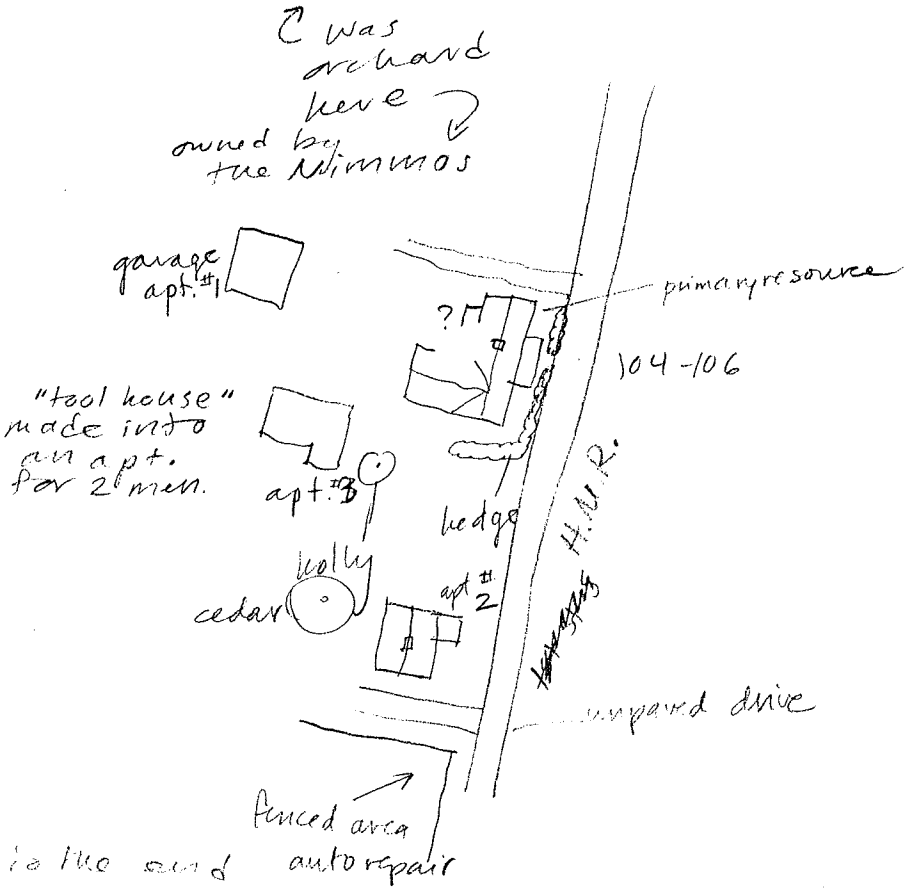 was
orchard
here
owned by
the Nimmos
garage
apt. #1
?
primary resource
104-106
"tool house"
made into
an apt.
for 2 men.
apt. #3
hedge
H.N.R.
holly
cedar
apt #
2
unpaved drive
fenced area
auto repair
to the end